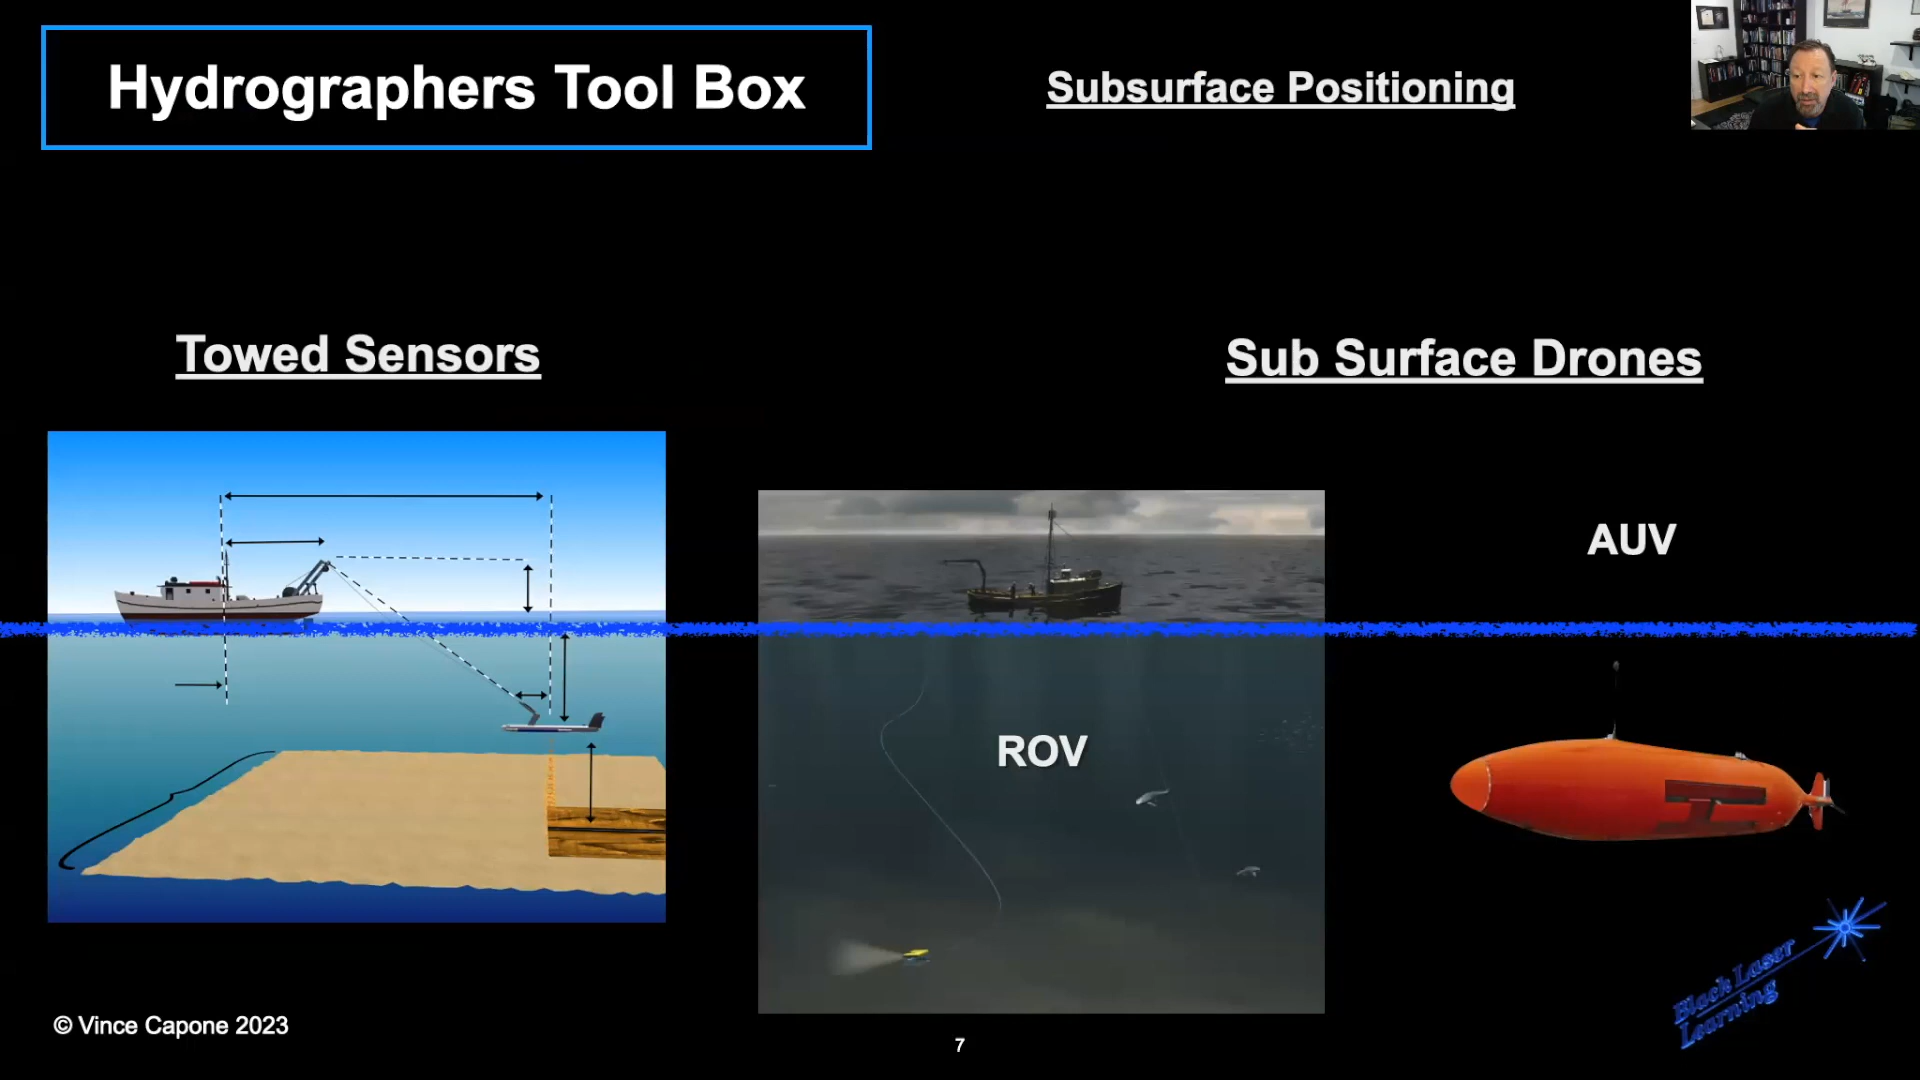 Hydrographers Tool Box
Subsurface Positioning
Towed Sensors
Sub Surface Drones
AUV
ROV
Black Laser
Learning
© Vince Capone 2023
7